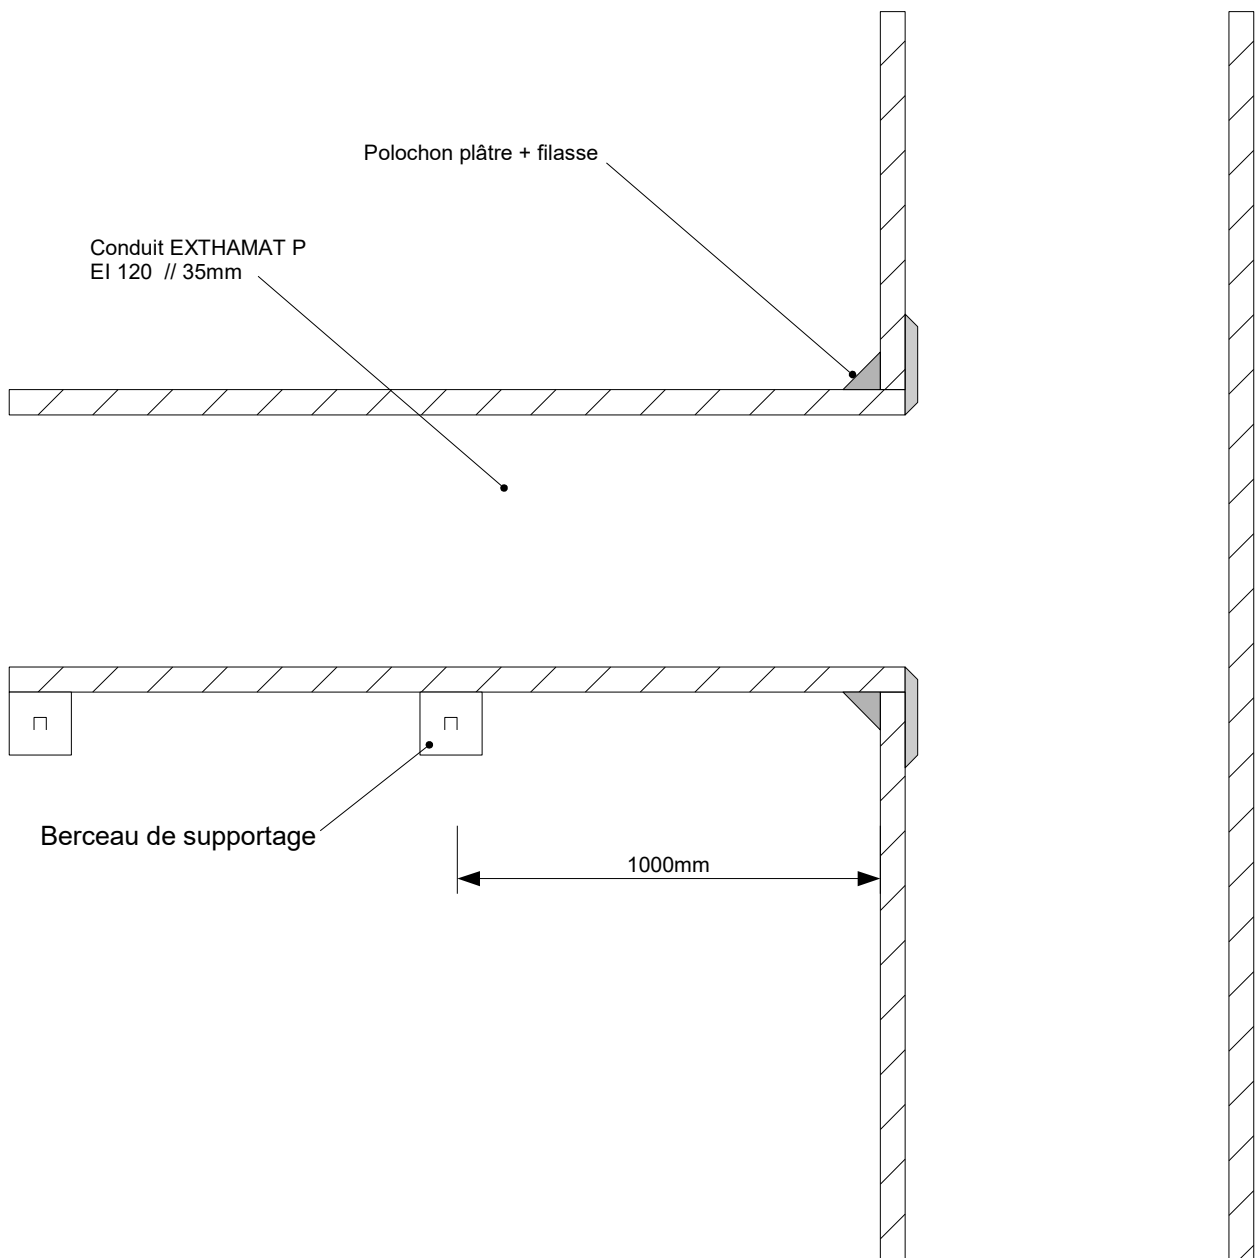 Polochon plâtre + filasse
Conduit EXTHAMAT P
EI 120 // 35mm
Berceau de supportage
1000mm